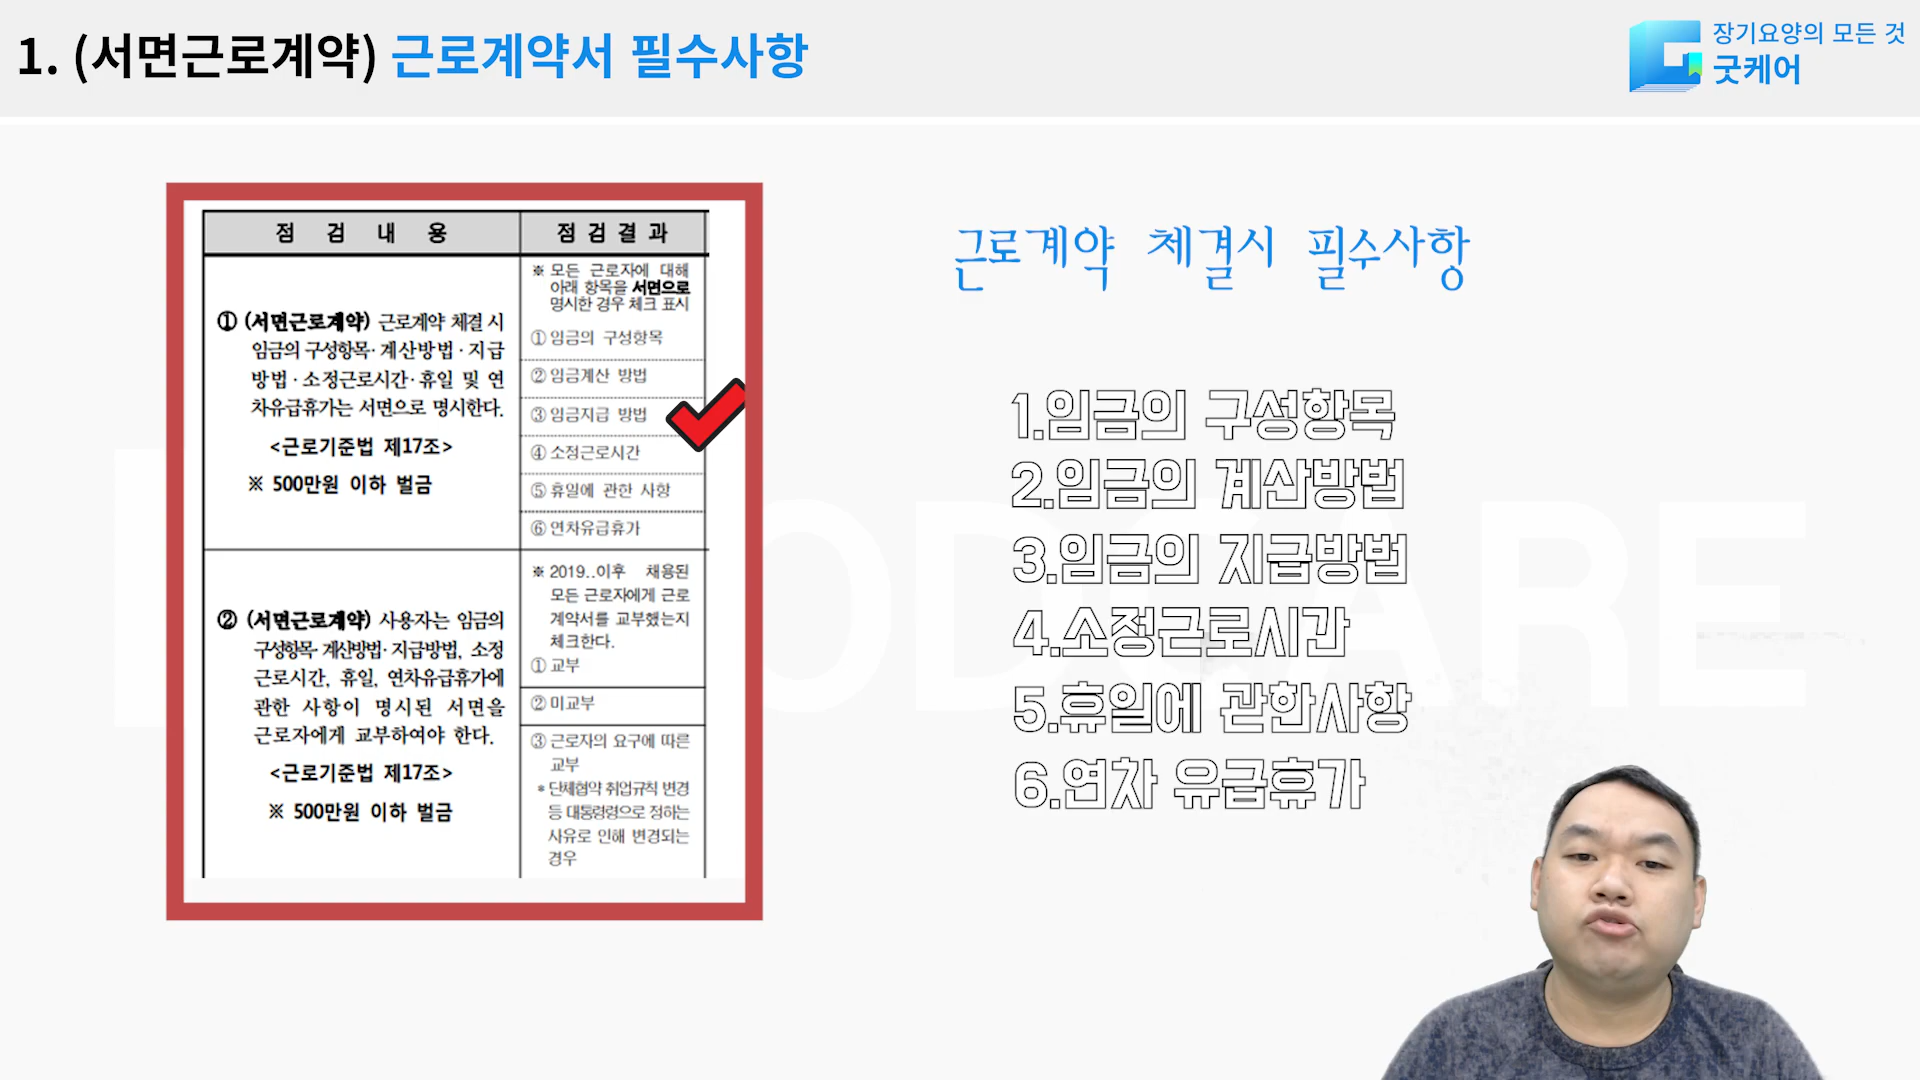 1. (서면근로계약) 근로계약서 필수사항
장기요양의 모든 것
굿케어
점 검 내 용
점 검 결 과
① (서면근로계약) 근로계약 체결 시
임금의 구성항목· 계산방법 · 지급
방법 · 소정근로시간 · 휴일 및 연
차유급휴가는 서면으로 명시한다.
<근로기준법 제17조>
※ 500만원 이하 벌금
※ 모든 근로자에 대해
아래 항목을 서면으로
명시한 경우 체크 표시
① 임금의 구성항목
② 임금계산 방법
③ 임금지급 방법
④ 소정근로시간
⑤ 휴일에 관한 사항
⑥ 연차유급휴가
② (서면근로계약) 사용자는 임금의
구성항목· 계산방법· 지급방법, 소정
근로시간, 휴일, 연차유급휴가에
관한 사항이 명시된 서면을
근로자에게 교부하여야 한다.
<근로기준법 제17조>
※ 500만원 이하 벌금
※ 2019..이후 채용된
모든 근로자에게 근로
계약서를 교부했는지
체크한다.
① 교부
② 미교부
③ 근로자의 요구에 따른
교부
* 단체협약 취업규칙 변경
등 대통령령으로 정하는
사유로 인해 변경되는
경우
근로계약 체결시 필수사항
1.임금의 구성항목
2.임금의 계산방법
3.임금의 지급방법
4.소정근로시간
5.휴일에 관한사항
6.연차 유급휴가